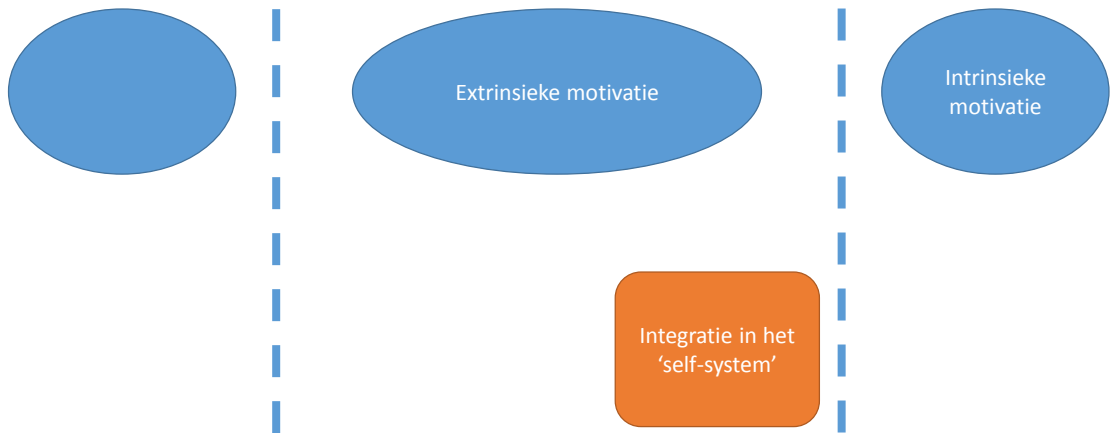 Extrinsieke motivatie
Intrinsieke
motivatie
Integratie in het
‘self-system’